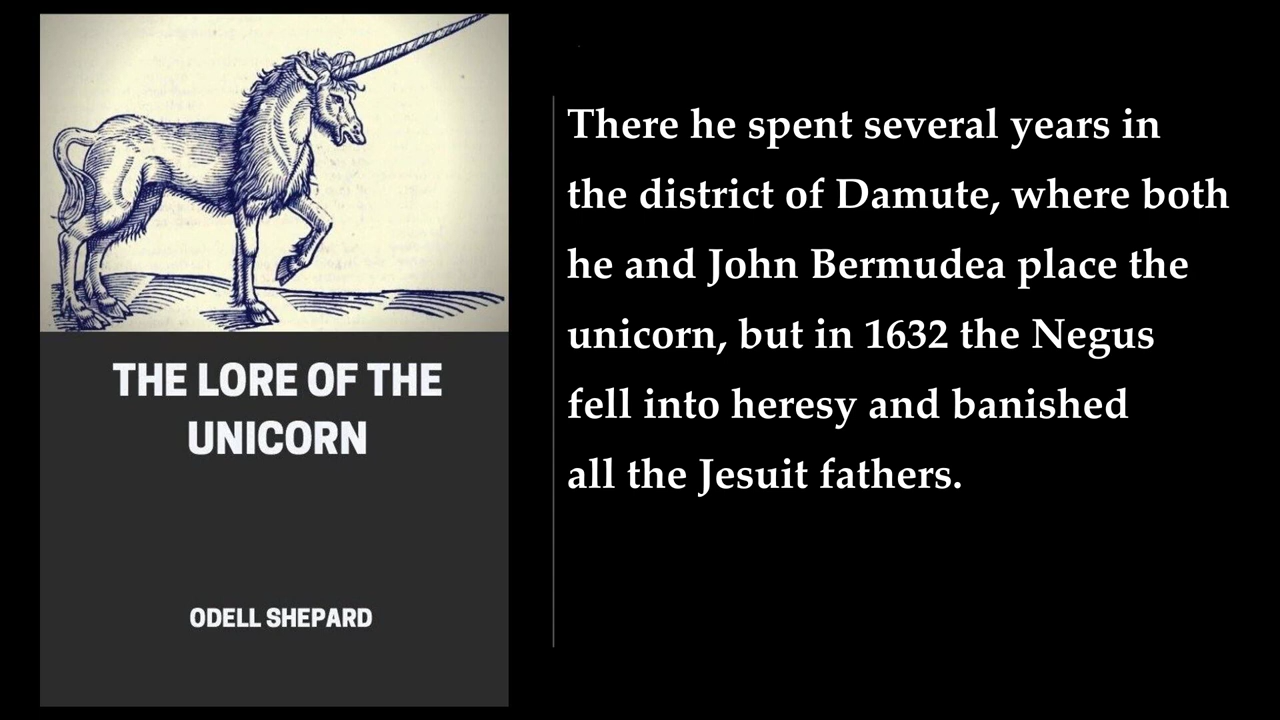 THE LORE OF THE
UNICORN
ODELL SHEPARD
There he spent several years in
the district of Damute, where both
he and John Bermudea place the
unicorn, but in 1632 the Negus
fell into heresy and banished
all the Jesuit fathers.